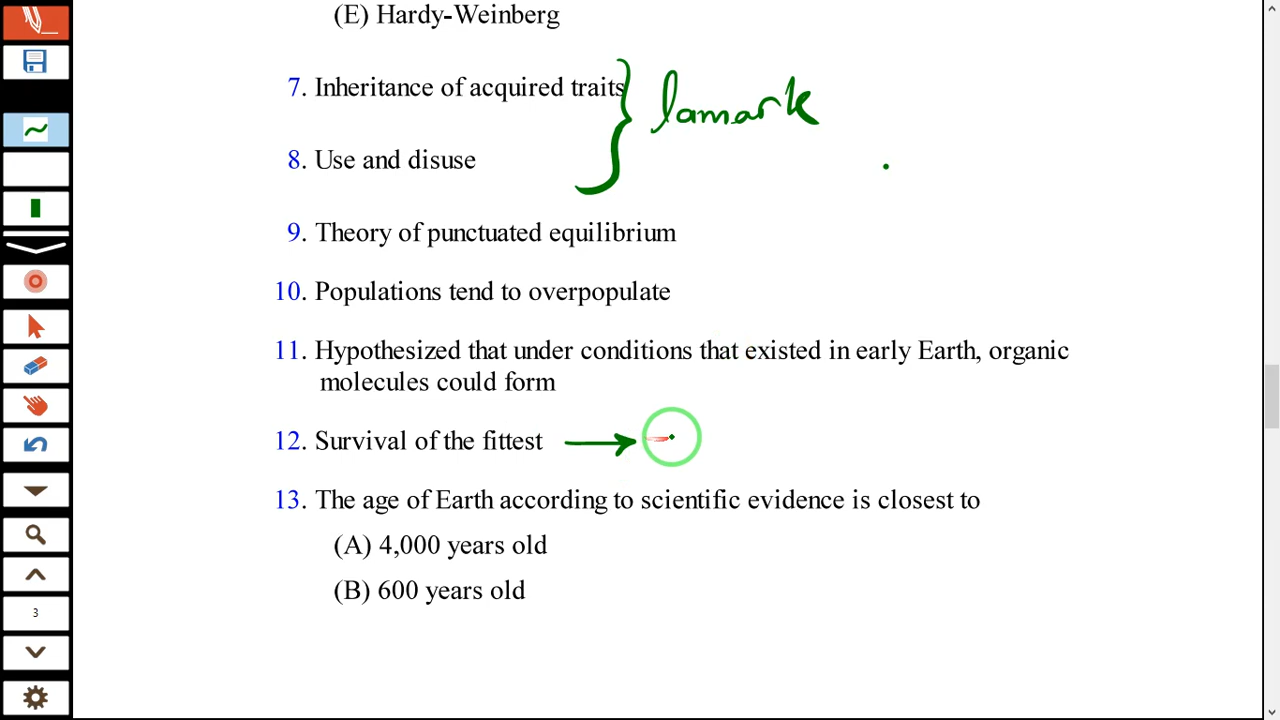 (E) Hardy-Weinberg
7. Inheritance of acquired traits
lamark
8. Use and disuse
9. Theory of punctuated equilibrium
10. Populations tend to overpopulate
11. Hypothesized that under conditions that existed in early Earth, organic
molecules could form
12. Survival of the fittest
13. The age of Earth according to scientific evidence is closest to
(A) 4,000 years old
(B) 600 years old
3